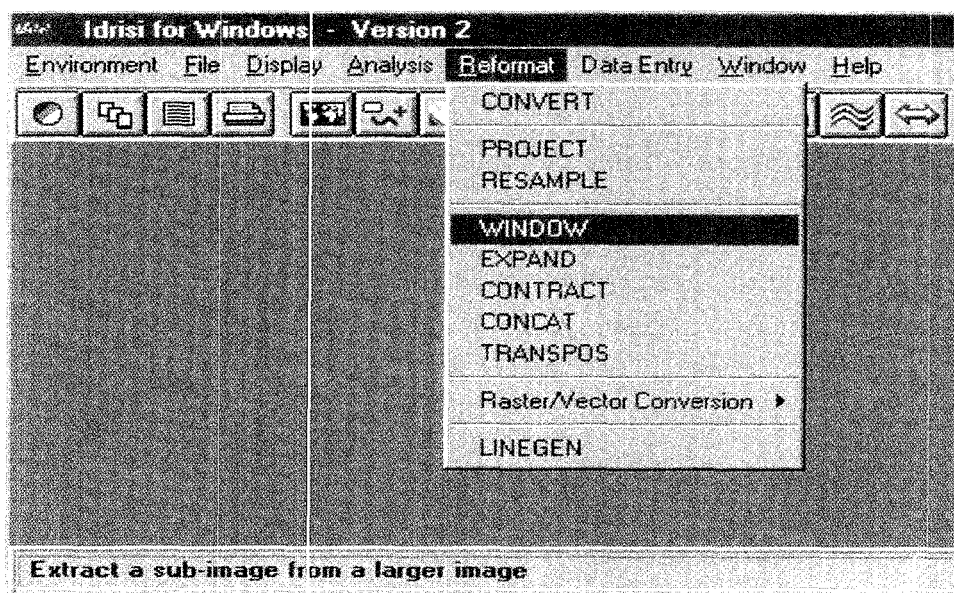 Idrisi for Windows - Version 2
Environment File Display Analysis Reformat Data Entry Window Help
CONVERT
PROJECT
RESAMPLE
WINDOW
EXPAND
CONTRACT
CONCAT
TRANSPOS
Raster/Vector Conversion
LINEGEN
Extract a sub-image from a larger image